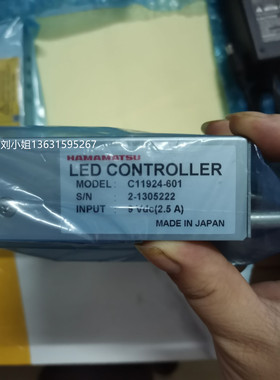 刘小姐13631595267
HAMAMATSU
LED CONTROLLER
MODEL : C11924-601
S/N : 2-1305222
INPUT : 9 Vdc(2.5 A)
MADE IN JAPAN